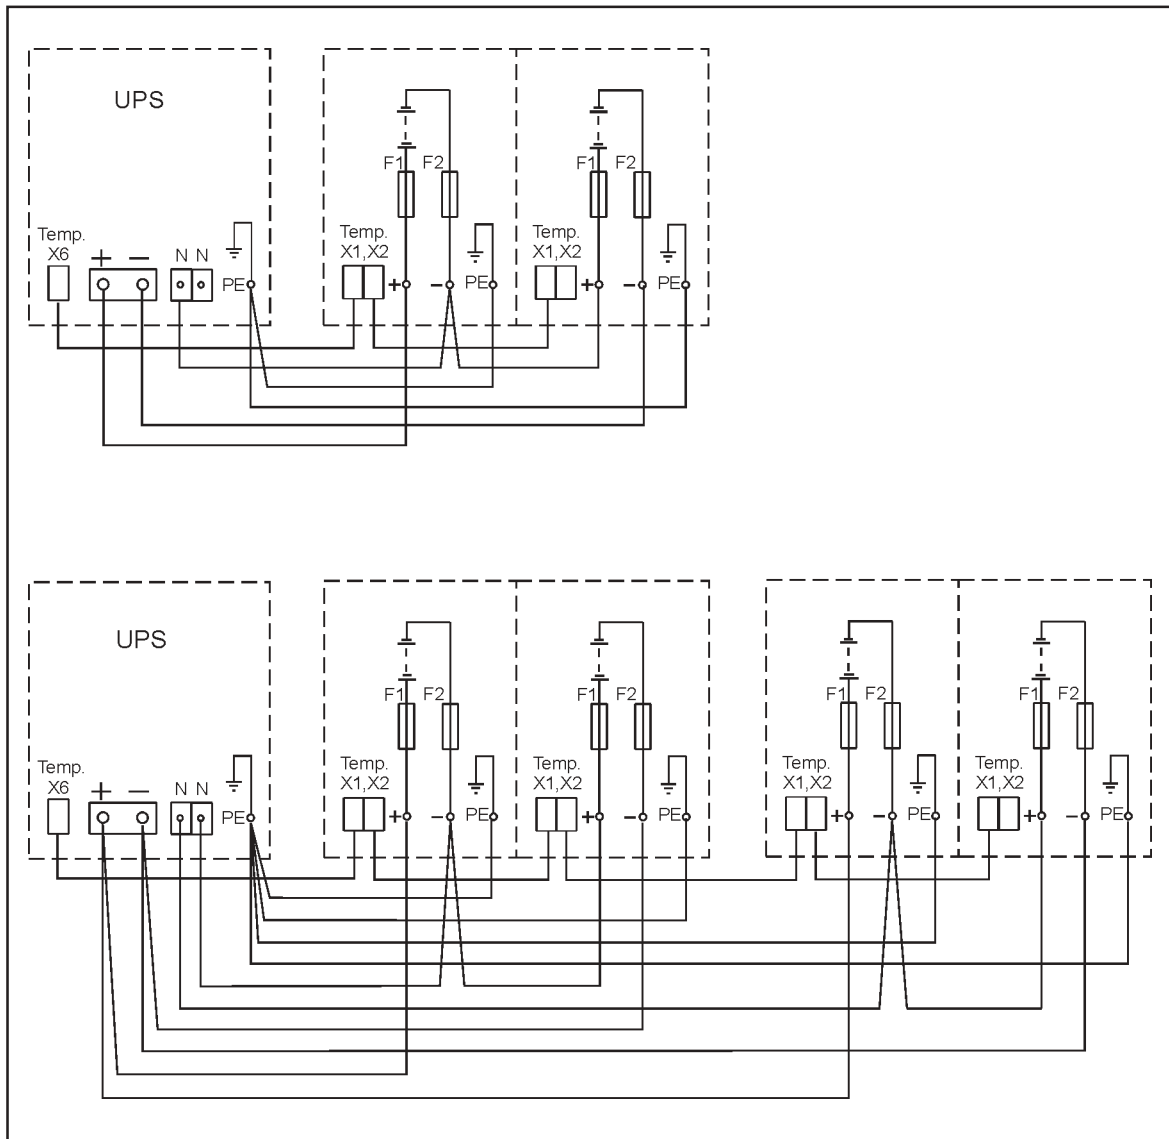 UPS
F1 F2
F1 F2
Temp.
X6
+ −
N N
PE
Temp.
X1,X2
+
−
PE
Temp.
X1,X2
+
−
PE
UPS
F1 F2
F1 F2
F1 F2
F1 F2
Temp.
X6
+ −
N N
PE
Temp.
X1,X2
+
−
PE
Temp.
X1,X2
+
−
PE
Temp.
X1,X2
+
−
PE
Temp.
X1,X2
+
−
PE